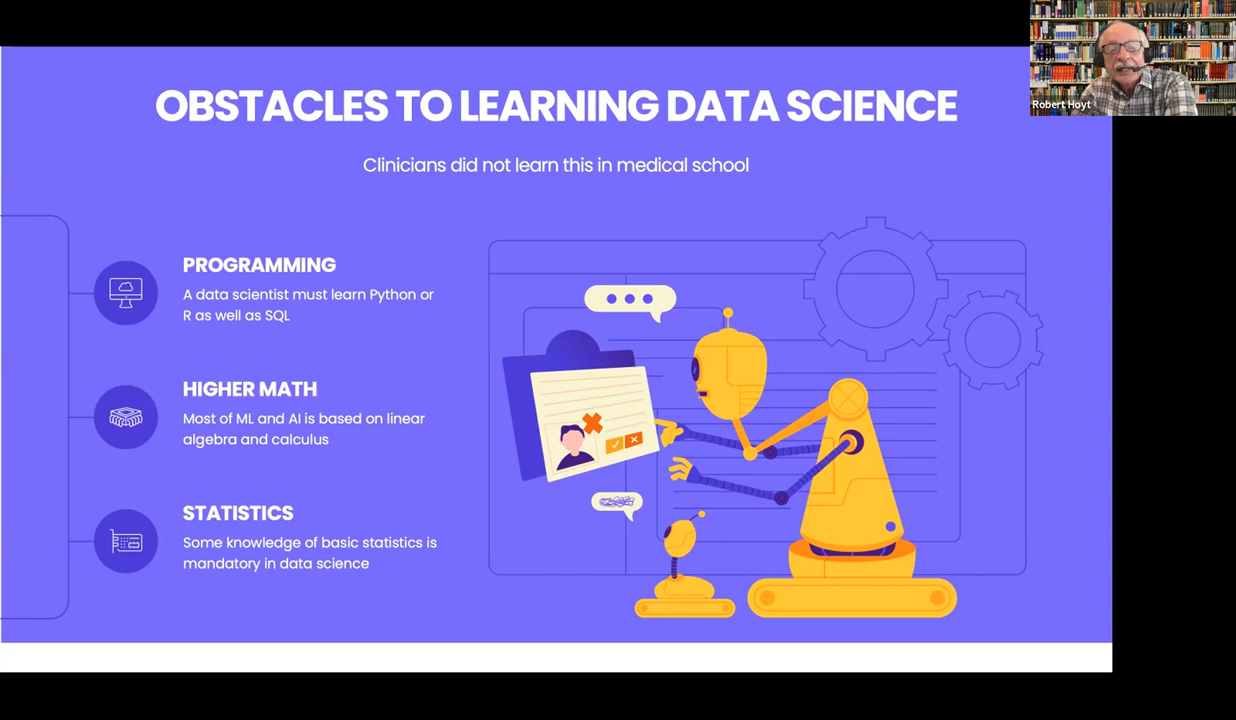 OBSTACLES TO LEARNING DATA SCIENCE
Clinicians did not learn this in medical school
PROGRAMMING
A data scientist must learn Python or
R as well as SQL
HIGHER MATH
Most of ML and AI is based on linear
algebra and calculus
STATISTICS
Some knowledge of basic statistics is
mandatory in data science
Robert Hoyt